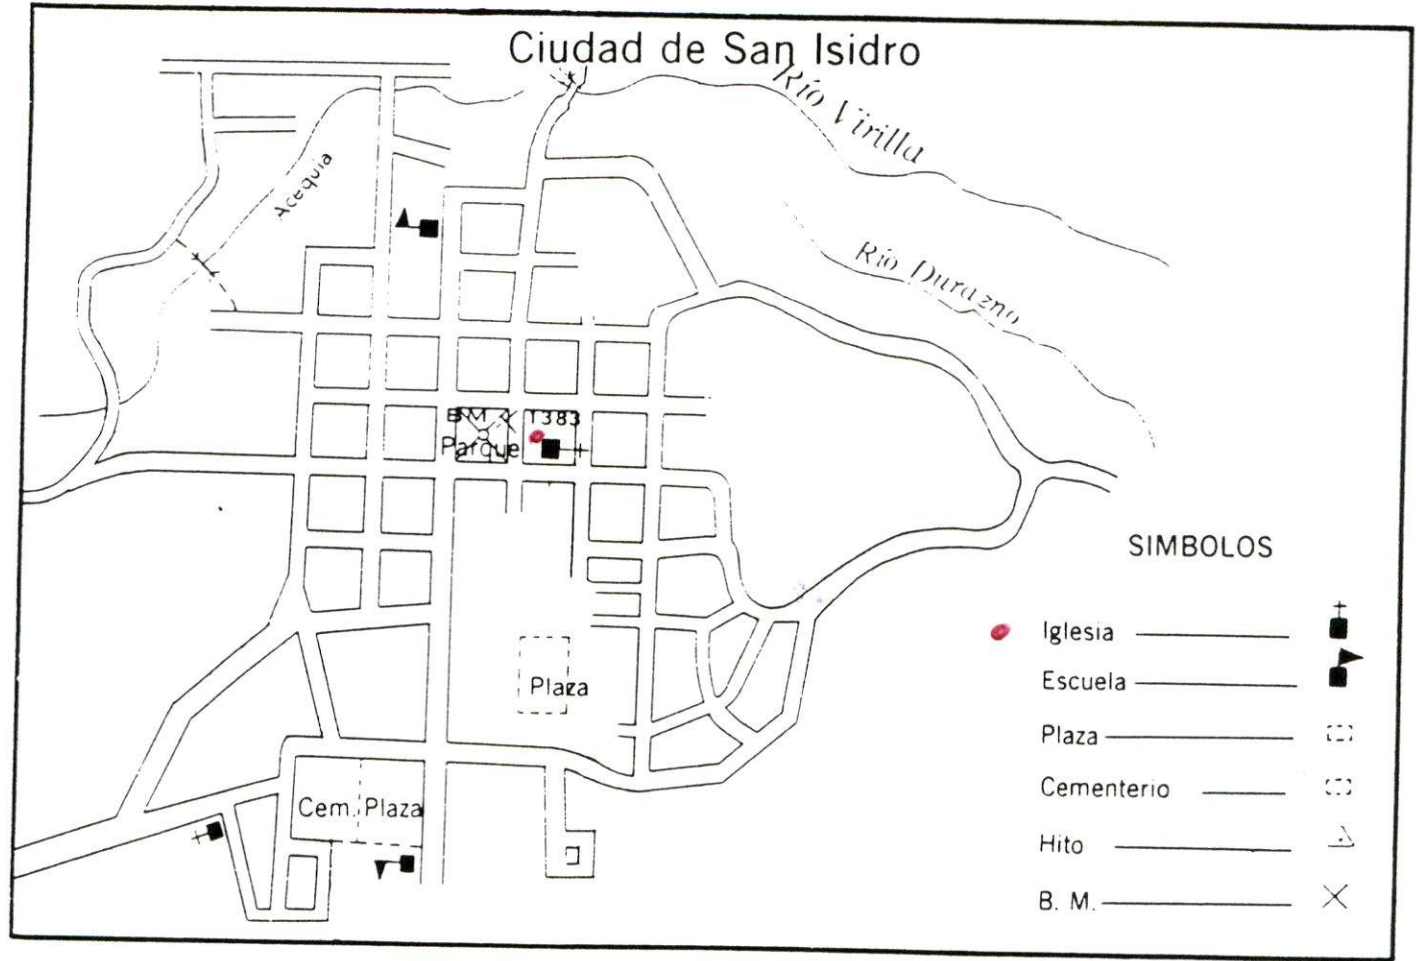 Ciudad de San Isidro
Río Virilla
Acequia
Río Durazno
B M 1383
Parque
SIMBOLOS
Iglesia
Escuela
Plaza
Plaza
Cementerio
Cem. Plaza
Hito
B. M.